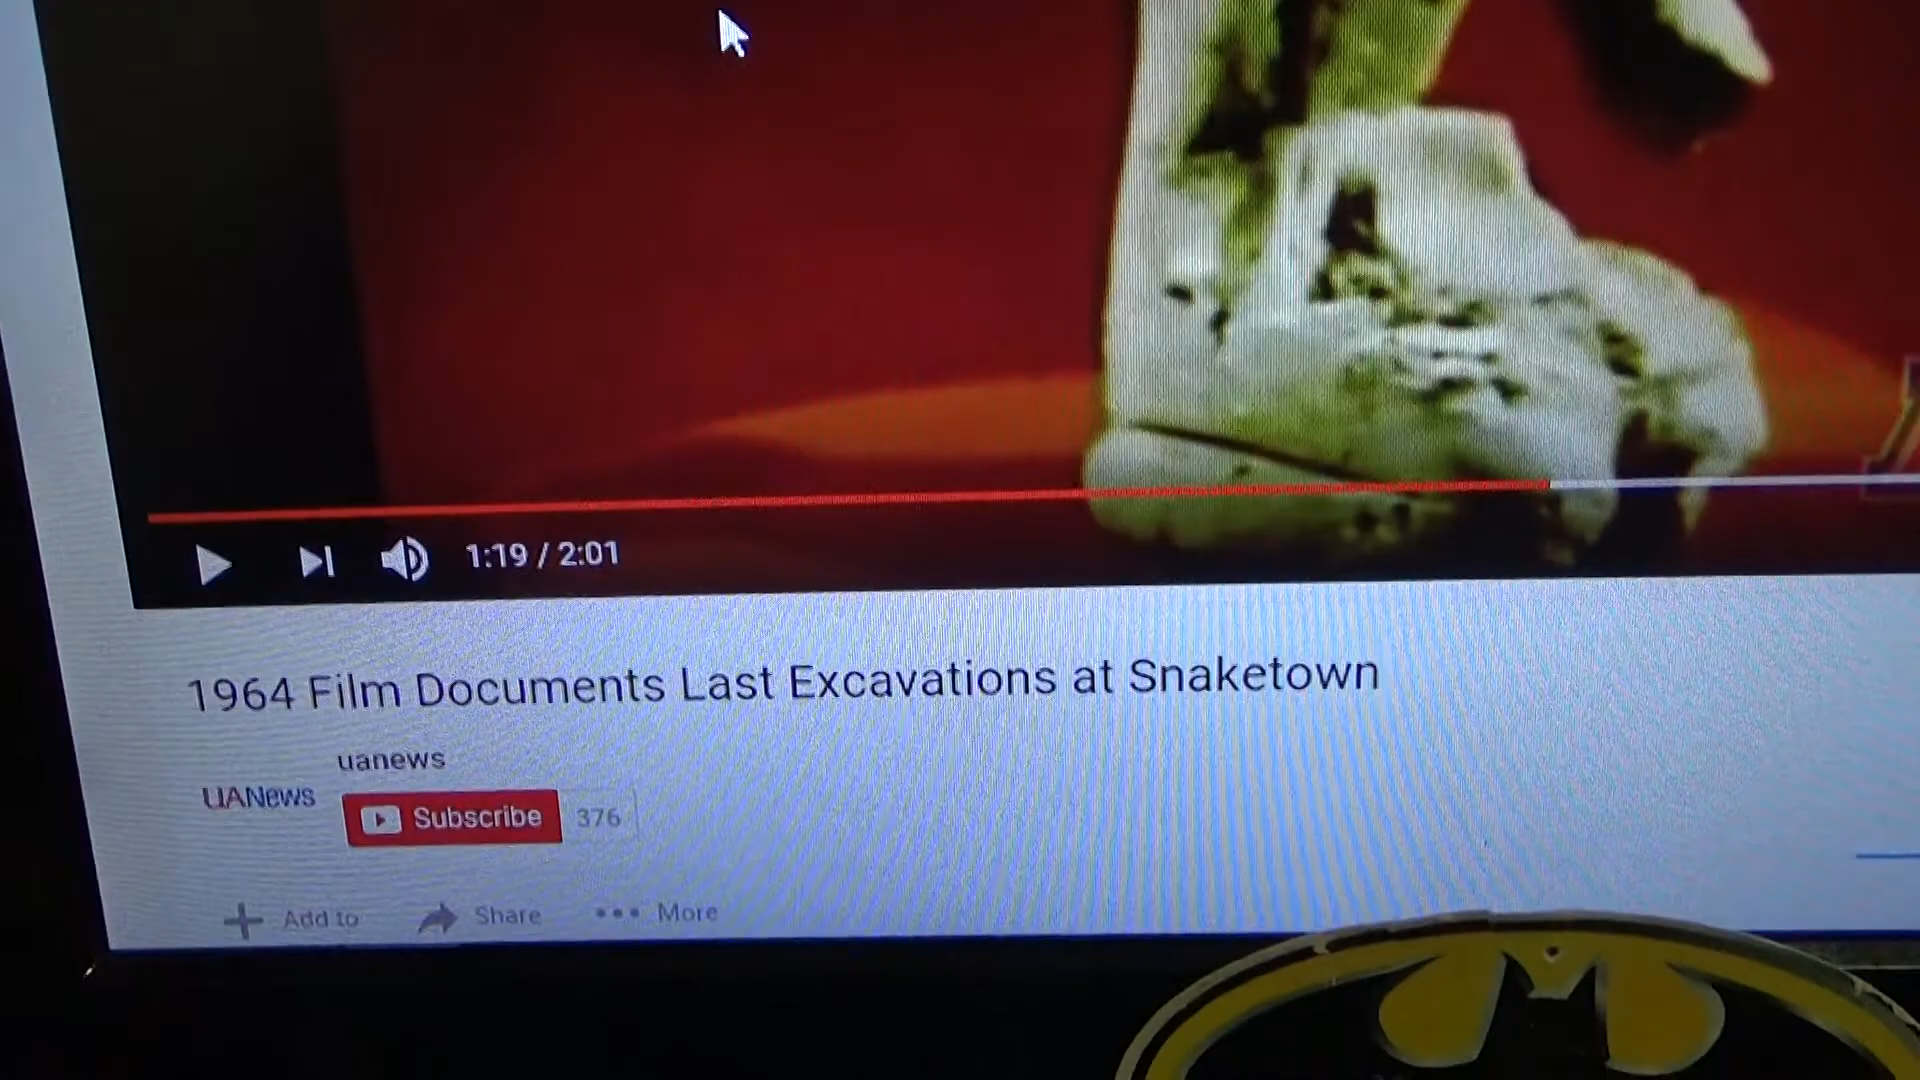 1:19 / 2:01
1964 Film Documents Last Excavations at Snaketown
uanews
UANews
Subscribe 376
Add to Share More